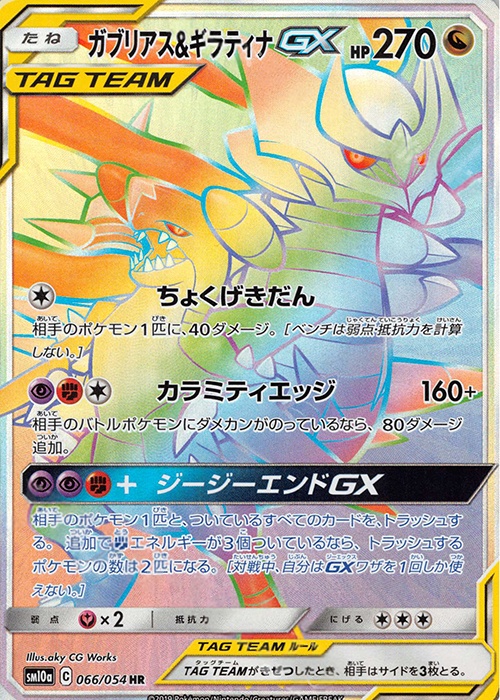 たね ガブリアス&ギラティナGX HP270
TAG TEAM
ちょくげきだん
相手のポケモン1匹に、40ダメージ。[ベンチは弱点・抵抗力を計算
しない。]
カラミティエッジ 160+
相手のバトルポケモンにダメカンがのっているなら、80ダメージ
追加。
+ ジージーエンドGX
相手のポケモン1匹と、ついているすべてのカードを、トラッシュす
る。追加でエネルギーが3個ついているなら、トラッシュする
ポケモンの数は2匹になる。[対戦中、自分はGXワザを1回しか使
えない。]
弱点 ×2 抵抗力 にげる
Illus.aky CG Works
TAG TEAM ルール
sm10a C 066/054 HR
TAG TEAMがきぜつしたとき、相手はサイドを3枚とる。
©2019 Pokémon/Nintendo/Creatures/GAME FREAK